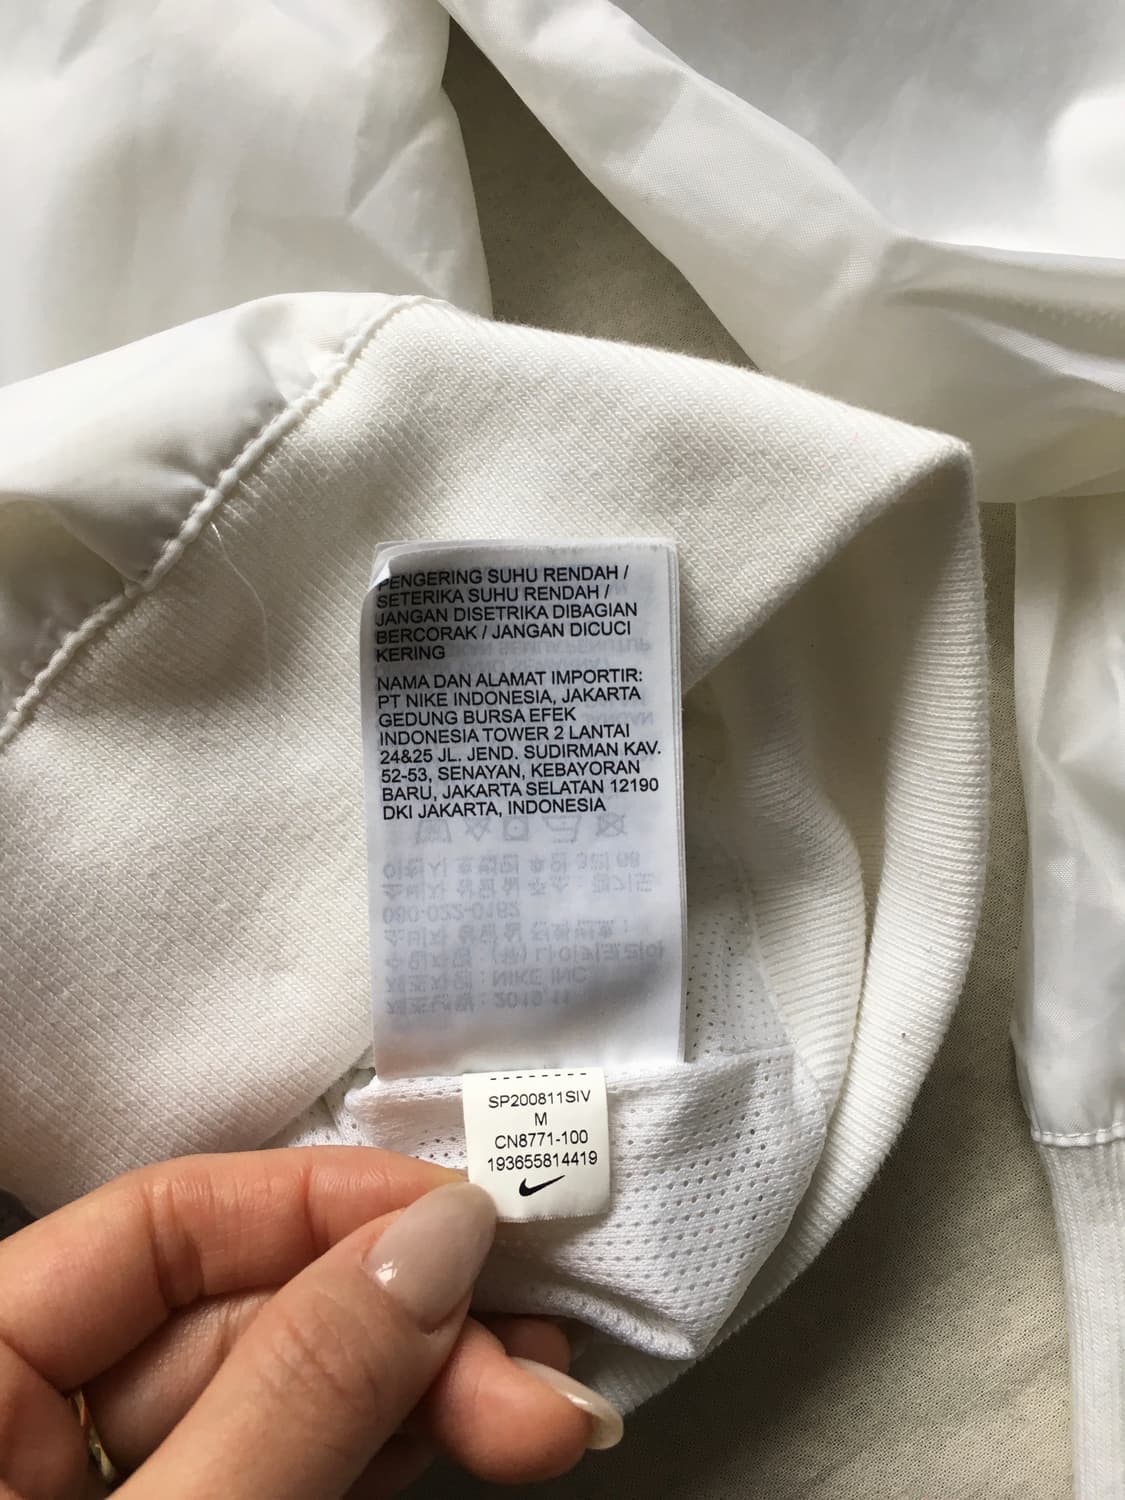 PENGERING SUHU RENDAH /
SETERIKA SUHU RENDAH /
JANGAN DISETRIKA DIBAGIAN
BERCORAK / JANGAN DICUCI
KERING
NAMA DAN ALAMAT IMPORTIR:
PT NIKE INDONESIA, JAKARTA
GEDUNG BURSA EFEK
INDONESIA TOWER 2 LANTAI
24&25 JL. JEND. SUDIRMAN KAV.
52-53, SENAYAN, KEBAYORAN
BARU, JAKARTA SELATAN 12190
DKI JAKARTA, INDONESIA
SP200811SIV
M
CN8771-100
193655814419